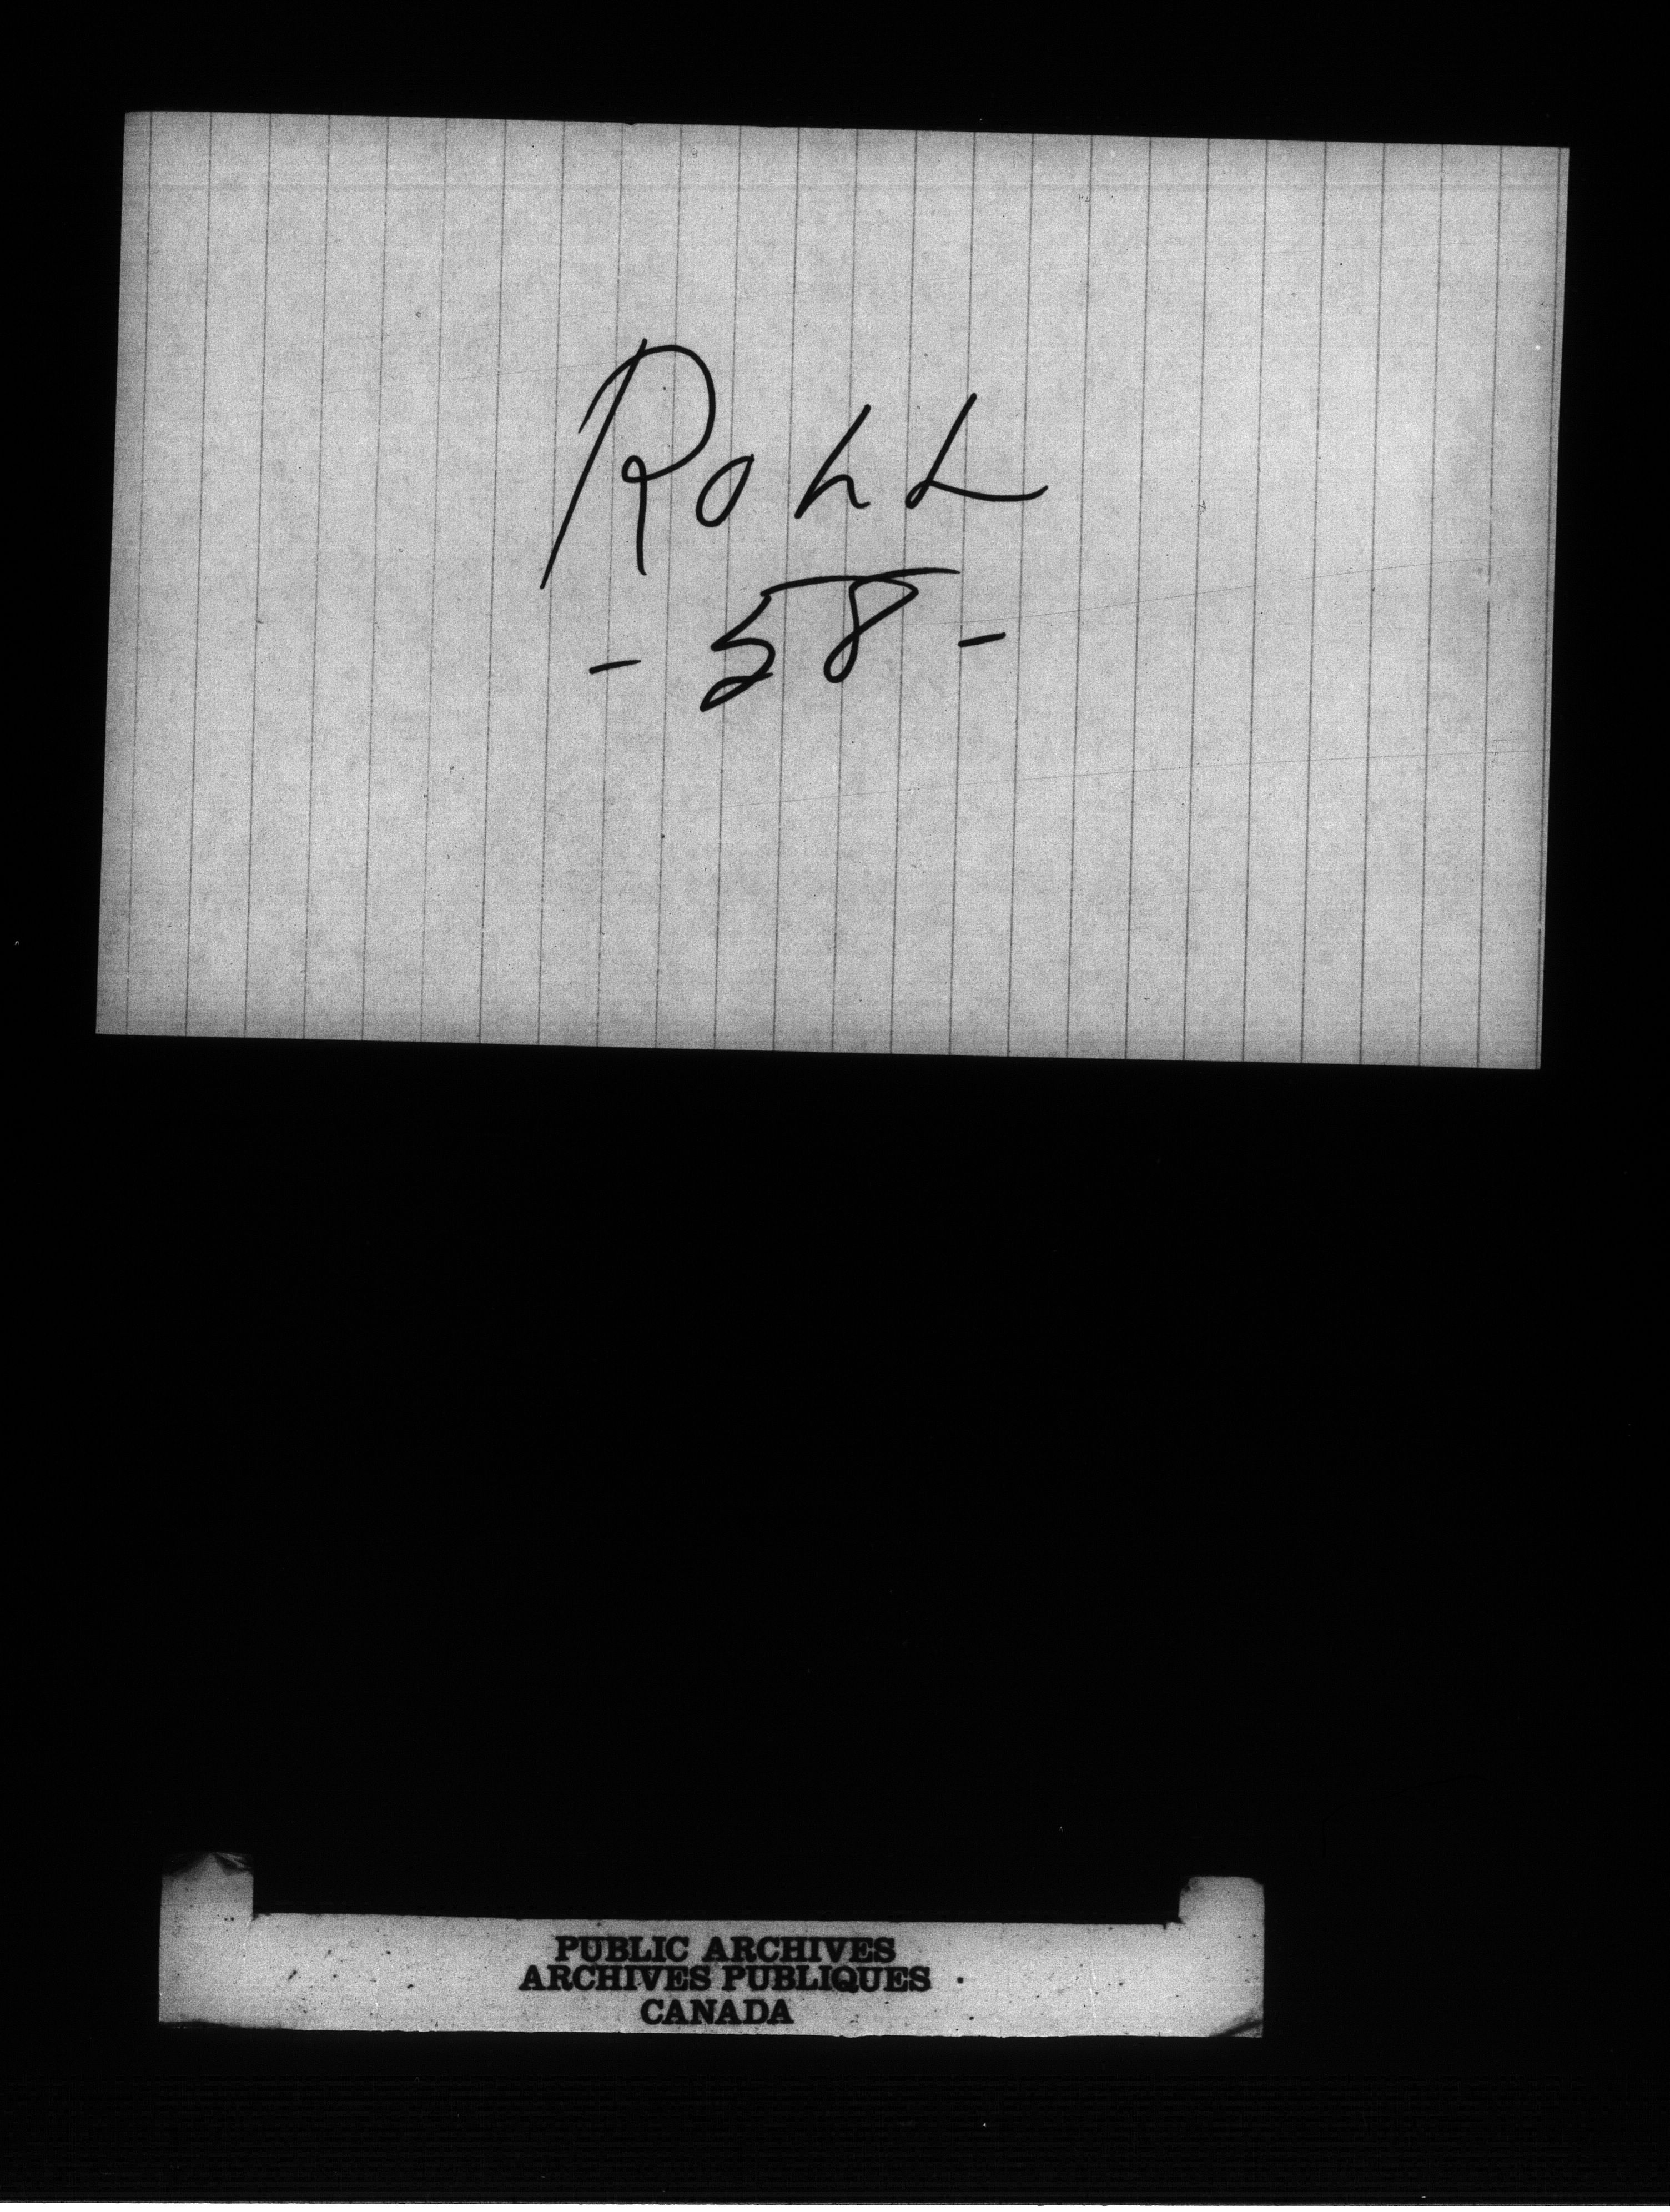 Roll
- 58 -
PUBLIC ARCHIVES
ARCHIVES PUBLIQUES
CANADA